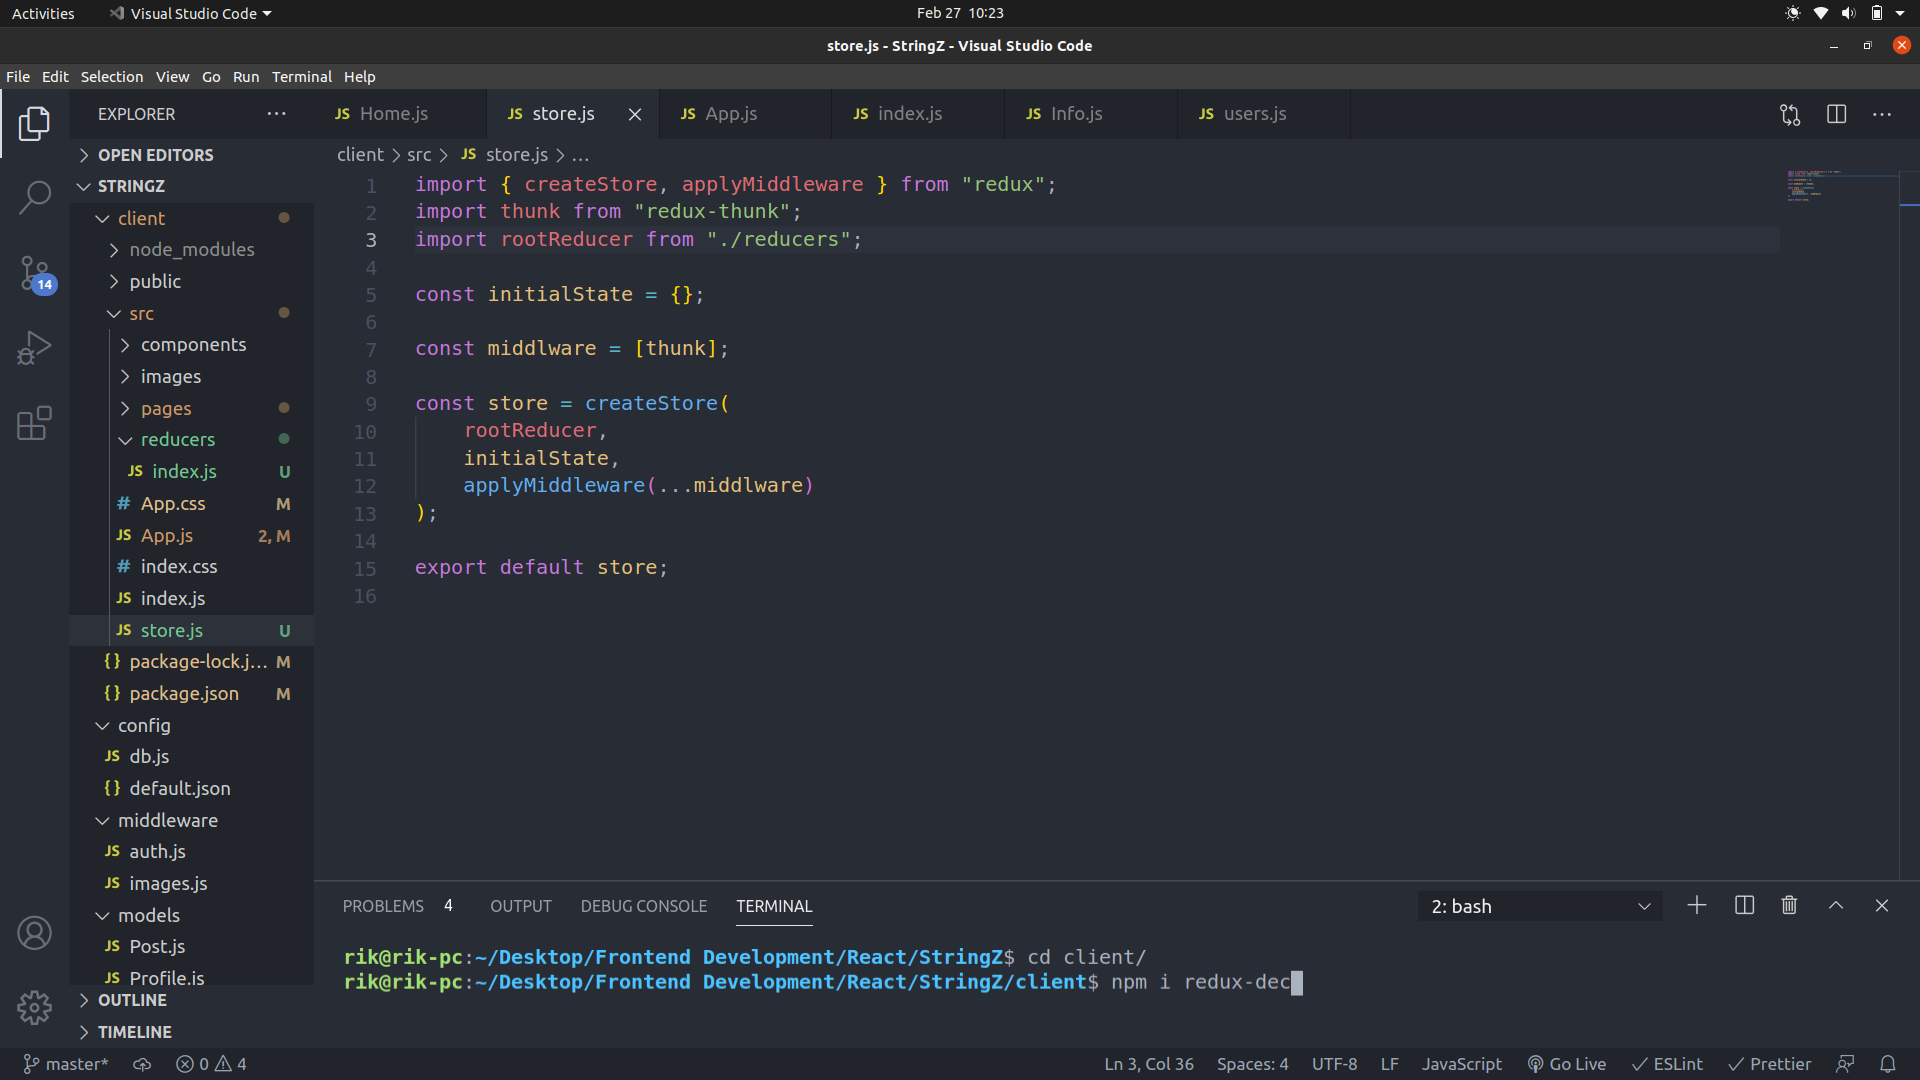 Activities Visual Studio Code Feb 27 10:23
store.js - StringZ - Visual Studio Code
File Edit Selection View Go Run Terminal Help
EXPLORER ...
JS Home.js JS store.js JS App.js JS index.js JS Info.js JS users.js ...
OPEN EDITORS
STRINGZ
client
node_modules
public
src
components
images
pages
reducers
JS index.js U
# App.css M
JS App.js 2, M
# index.css
JS index.js
JS store.js U
{} package-lock.j... M
{} package.json M
config
JS db.js
{} default.json
middleware
JS auth.js
JS images.js
models
JS Post.js
JS Profile.js
OUTLINE
TIMELINE
14
client > src > JS store.js > ...
1 import { createStore, applyMiddleware } from "redux";
2 import thunk from "redux-thunk";
3 import rootReducer from "./reducers";
4
5 const initialState = {};
6
7 const middlware = [thunk];
8
9 const store = createStore(
10 rootReducer,
11 initialState,
12 applyMiddleware(...middlware)
13 );
14
15 export default store;
16
PROBLEMS 4 OUTPUT DEBUG CONSOLE TERMINAL 2: bash
rik@rik-pc:~/Desktop/Frontend Development/React/StringZ$ cd client/
rik@rik-pc:~/Desktop/Frontend Development/React/StringZ/client$ npm i redux-dec
master* 0 4 Ln 3, Col 36 Spaces: 4 UTF-8 LF JavaScript Go Live ESLint Prettier